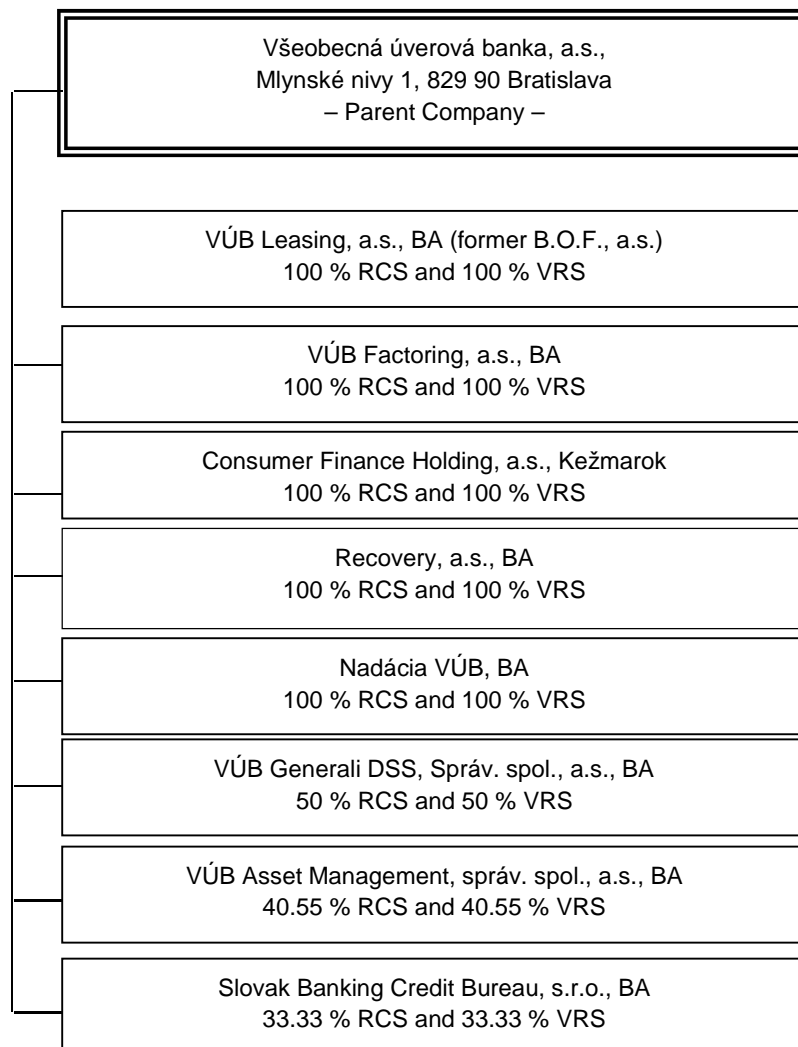 Všeobecná úverová banka, a.s.,
Mlynské nivy 1, 829 90 Bratislava
– Parent Company –
VÚB Leasing, a.s., BA (former B.O.F., a.s.)
100 % RCS and 100 % VRS
VÚB Factoring, a.s., BA
100 % RCS and 100 % VRS
Consumer Finance Holding, a.s., Kežmarok
100 % RCS and 100 % VRS
Recovery, a.s., BA
100 % RCS and 100 % VRS
Nadácia VÚB, BA
100 % RCS and 100 % VRS
VÚB Generali DSS, Správ. spol., a.s., BA
50 % RCS and 50 % VRS
VÚB Asset Management, správ. spol., a.s., BA
40.55 % RCS and 40.55 % VRS
Slovak Banking Credit Bureau, s.r.o., BA
33.33 % RCS and 33.33 % VRS